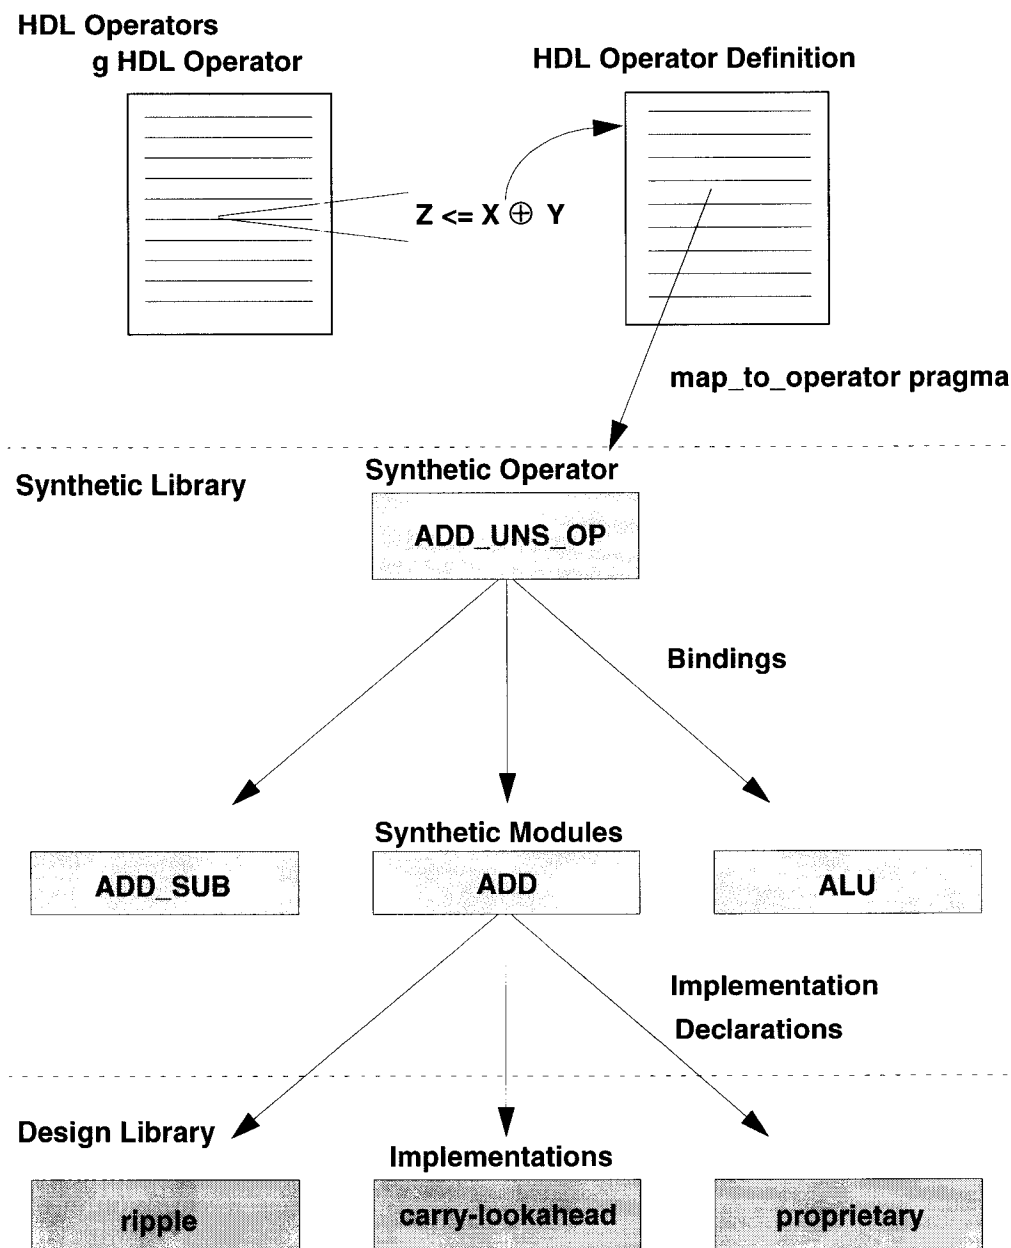 HDL Operators
g HDL Operator
HDL Operator Definition
Z <= X ⊕ Y
map_to_operator pragma
Synthetic Operator
Synthetic Library
ADD_UNS_OP
Bindings
Synthetic Modules
ADD_SUB
ADD
ALU
Implementation
Declarations
Design Library
Implementations
ripple
carry-lookahead
proprietary